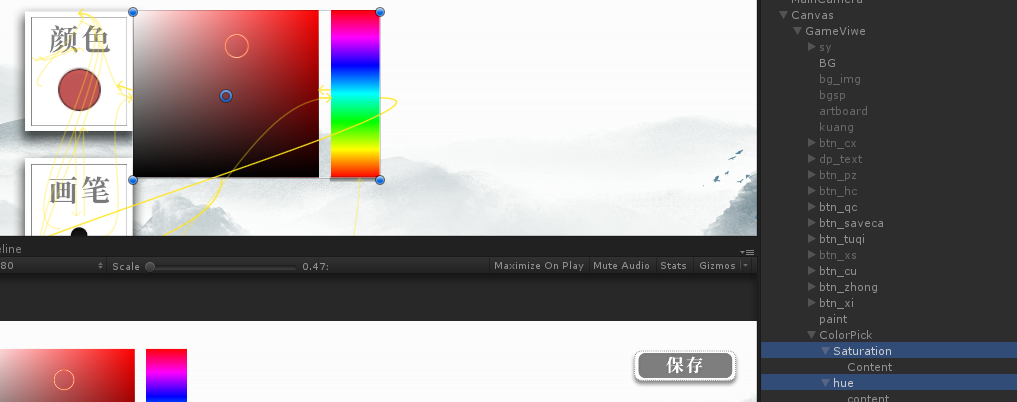 颜色
画笔
MainCamera
Canvas
GameViwe
sy
BG
bg_img
bgsp
artboard
kuang
btn_cx
dp_text
btn_pz
btn_hc
btn_qc
btn_saveca
btn_tuqi
btn_xs
btn_cu
btn_zhong
btn_xi
paint
ColorPick
Saturation
Content
hue
content
eline
80 Scale 0.47: Maximize On Play Mute Audio Stats Gizmos
保存